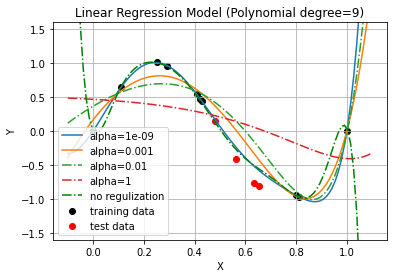 Linear Regression Model (Polynomial degree=9)
Y
1.5
1.0
0.5
0.0
−0.5
−1.0
−1.5
alpha=1e-09
alpha=0.001
alpha=0.01
alpha=1
no regulization
training data
test data
0.0 0.2 0.4 0.6 0.8 1.0
X